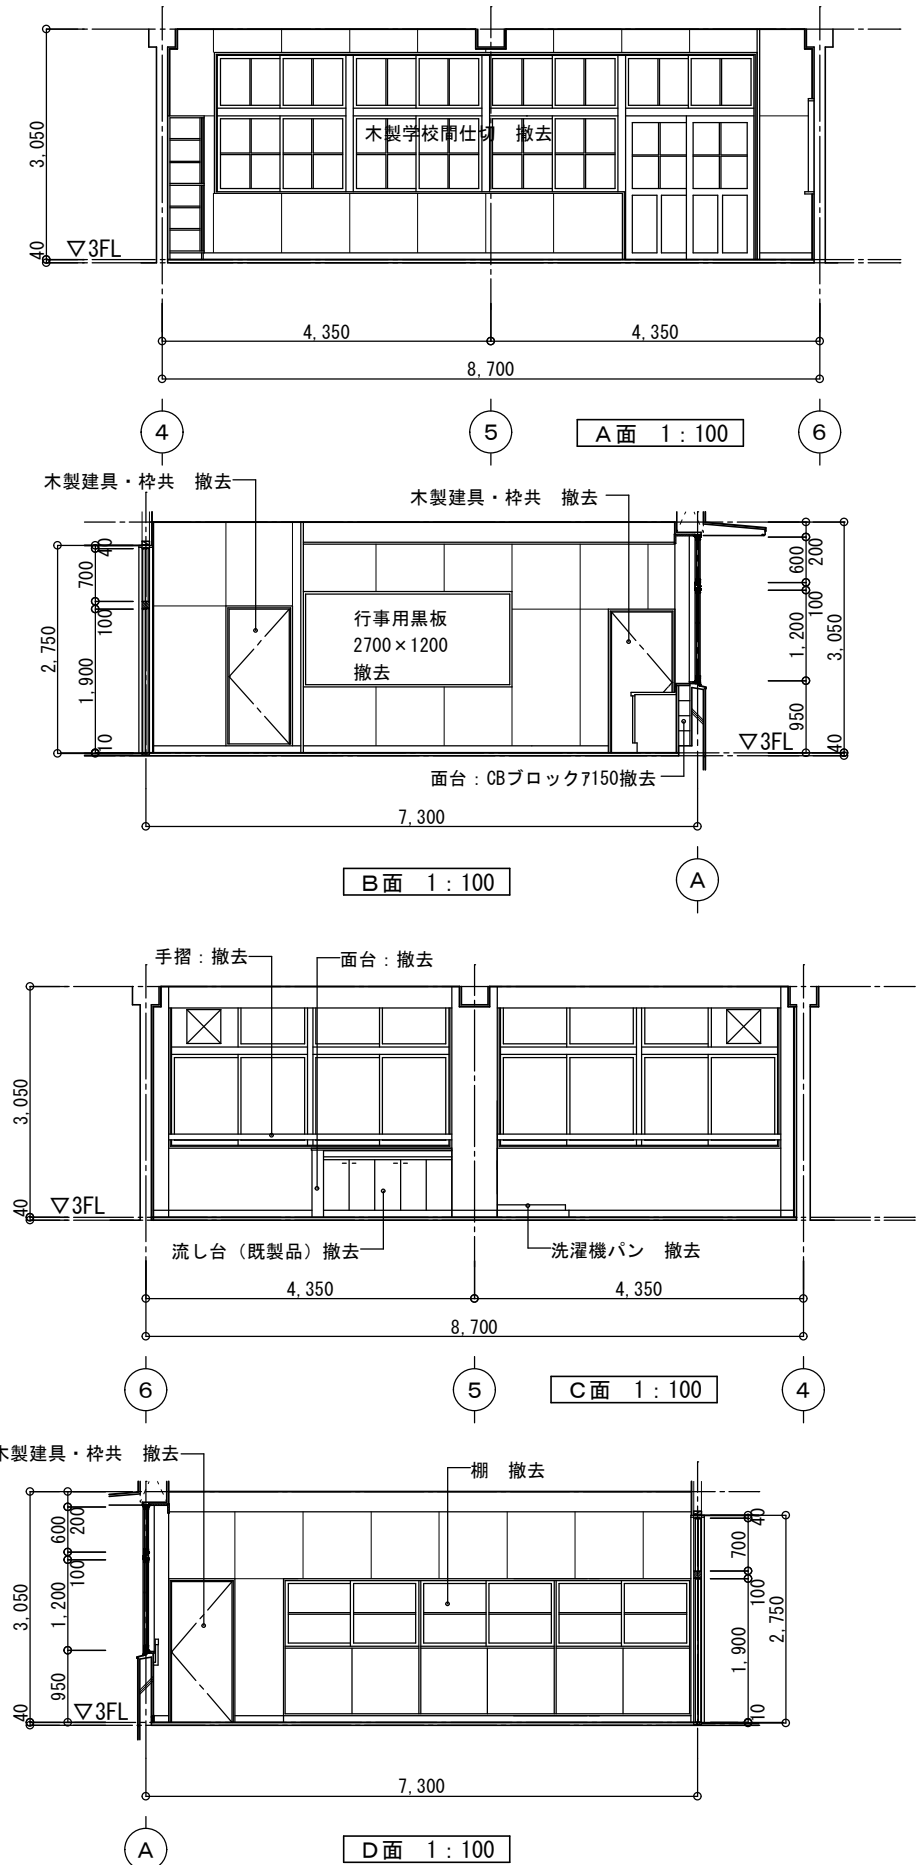 3,050
40
▽3FL
木製学校間仕切 撤去
4,350
4,350
8,700
4
5
6
A面 1:100
木製建具・枠共 撤去
木製建具・枠共 撤去
40
700
100
1,900
10
2,750
行事用黒板
2700×1200
撤去
200
600
100
1,200
950
3,050
40
▽3FL
面台:CBブロックｱ150撤去
7,300
B面 1:100
A
手摺:撤去
面台:撤去
3,050
40
▽3FL
流し台(既製品)撤去
洗濯機パン 撤去
4,350
4,350
8,700
6
5
4
C面 1:100
木製建具・枠共 撤去
棚 撤去
200
600
100
1,200
950
3,050
40
▽3FL
40
700
100
1,900
10
2,750
7,300
A
D面 1:100